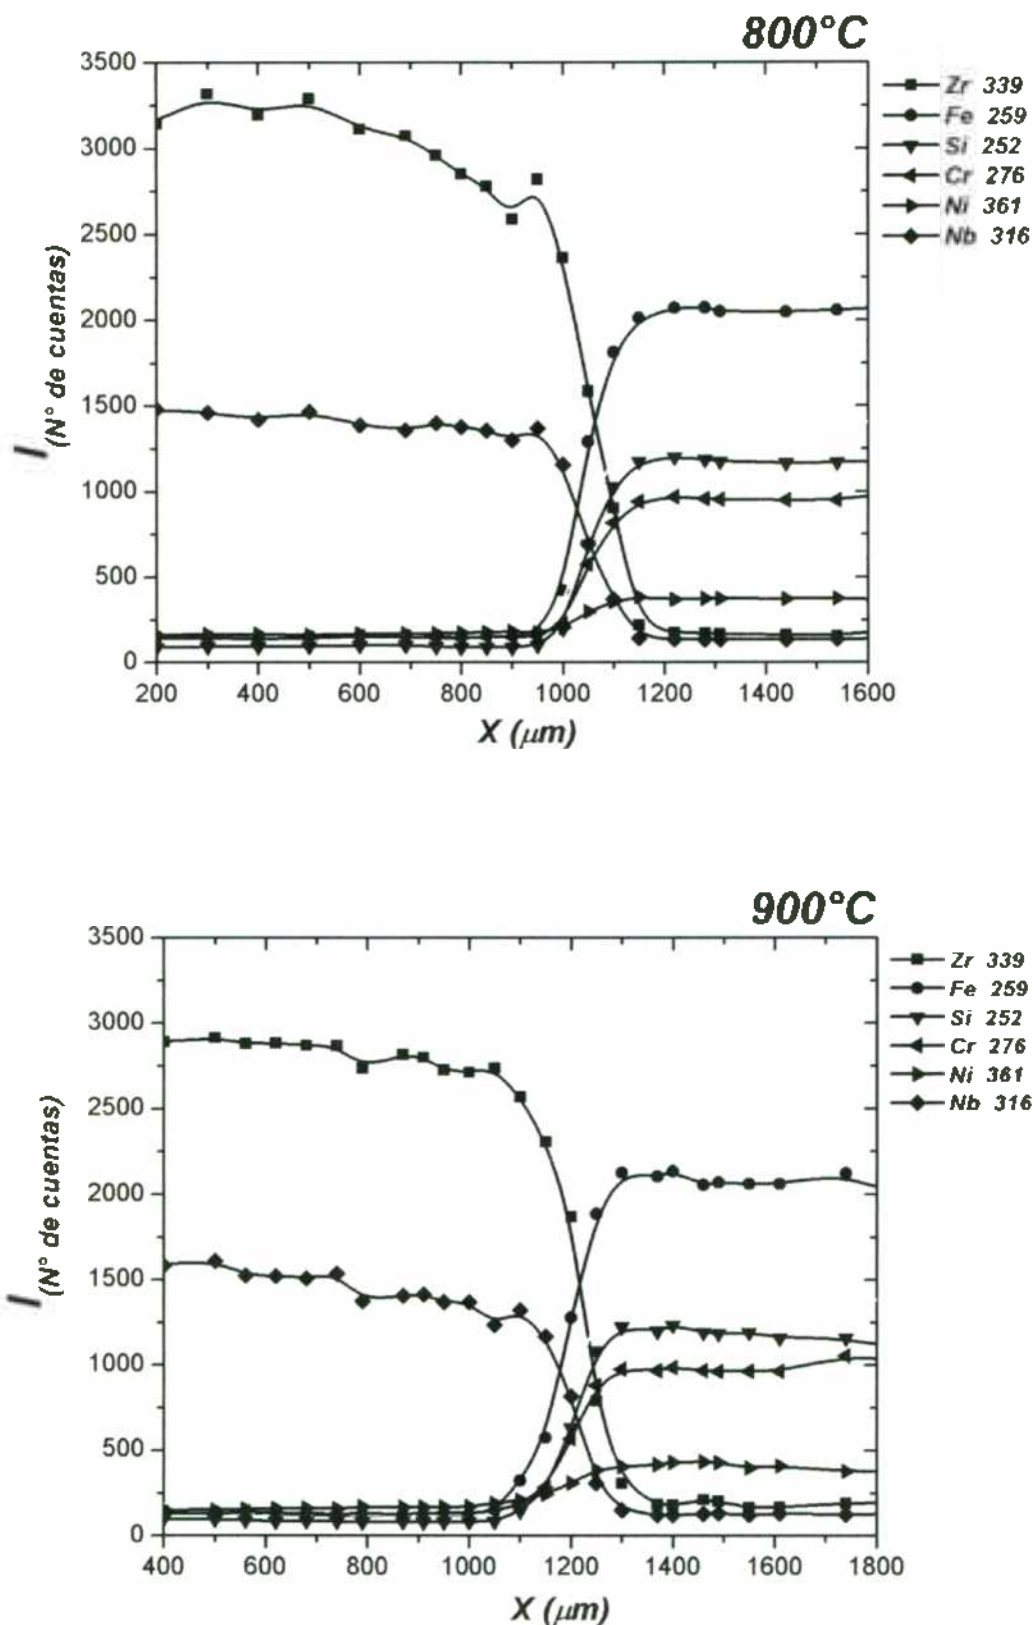 800°C
3500
3000
2500
2000
1500
1000
500
0
I (N° de cuentas)
200 400 600 800 1000 1200 1400 1600
X (μm)
Zr 339
Fe 259
Si 252
Cr 276
Ni 361
Nb 316
900°C
3500
3000
2500
2000
1500
1000
500
0
I (N° de cuentas)
400 600 800 1000 1200 1400 1600 1800
X (μm)
Zr 339
Fe 259
Si 252
Cr 276
Ni 361
Nb 316